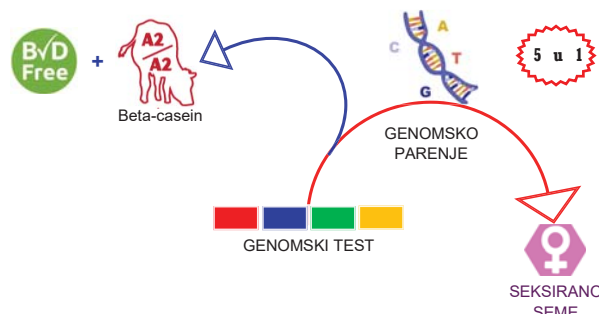 BVD
Free
+
A2
A2
Beta-casein
C
A
T
G
5 u 1
GENOMSKO
PARENJE
GENOMSKI TEST
SEKSIRANO
SEME